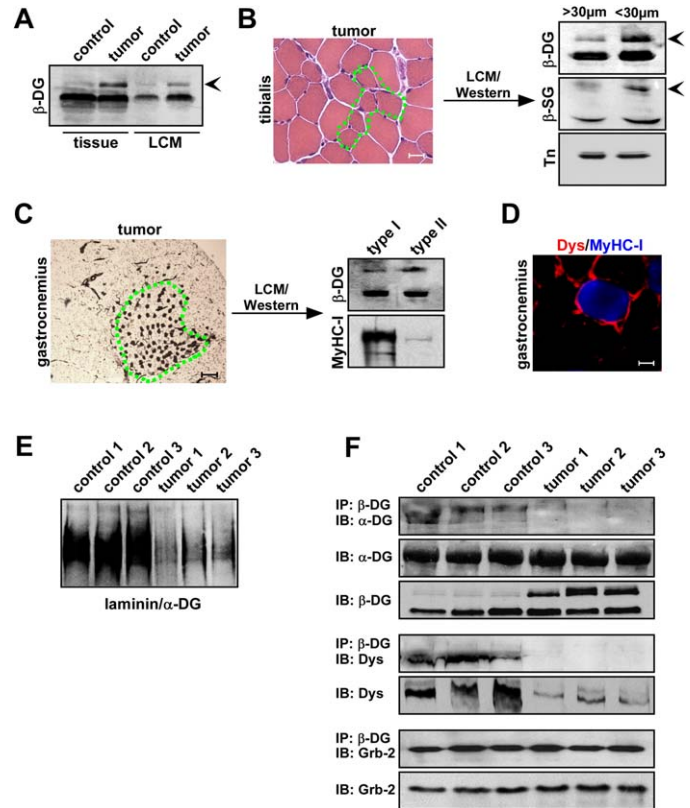 A
control
tumor
control
tumor
β-DG
tissue
LCM
B
tumor
tibialis
LCM/
Western
>30μm
<30μm
β-DG
β-SG
Tn
C
tumor
gastrocnemius
LCM/
Western
type I
type II
β-DG
MyHC-I
D
Dys/MyHC-I
gastrocnemius
E
control 1
control 2
control 3
tumor 1
tumor 2
tumor 3
laminin/α-DG
F
control 1
control 2
control 3
tumor 1
tumor 2
tumor 3
IP: β-DG
IB: α-DG
IB: α-DG
IB: β-DG
IP: β-DG
IB: Dys
IB: Dys
IP: β-DG
IB: Grb-2
IB: Grb-2